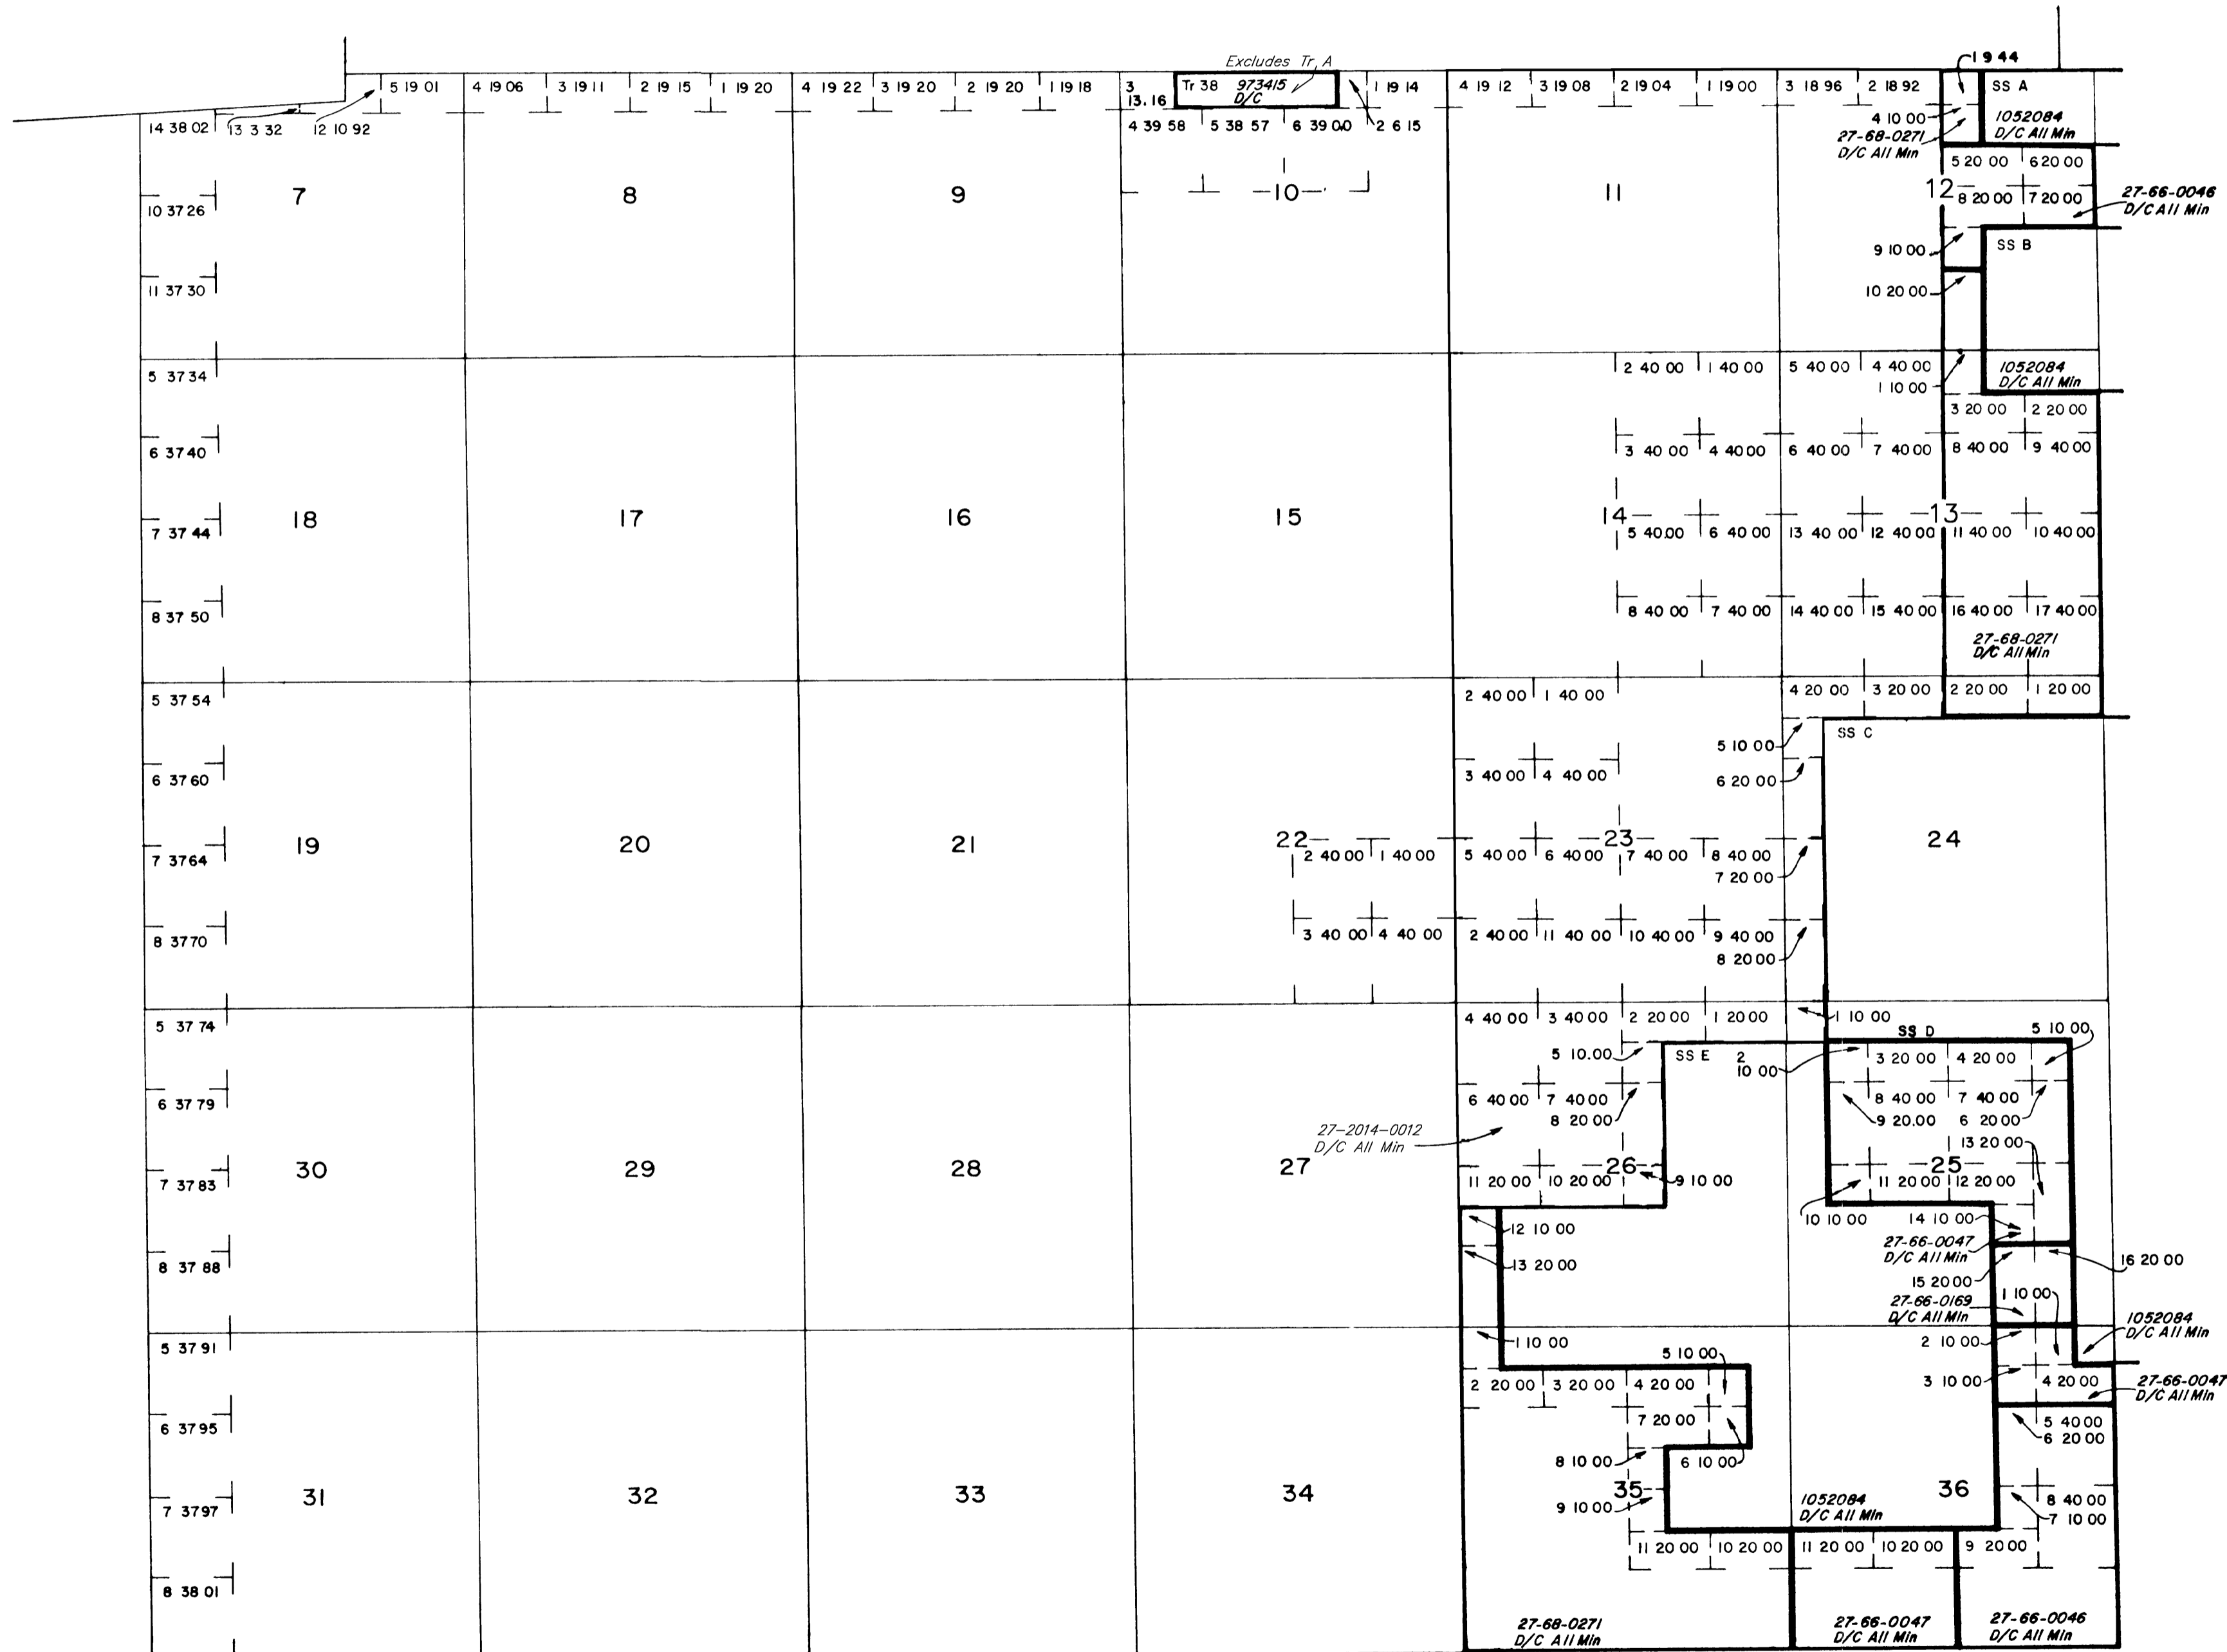 Excludes Tr. A
1 9 44
5 19 01
4 19 06
3 19 11
2 19 15
1 19 20
4 19 22
3 19 20
2 19 20
1 19 18
3
13.16
Tr 38
973415
D/C
1 19 14
4 19 12
3 19 08
2 19 04
1 19 00
3 18 96
2 18 92
SS A
14 38 02
13 3 32
12 10 92
4 39 58
5 38 57
6 39 00
2 6 15
4 10 00
27-68-0271
D/C All Min
1052084
D/C All Min
5 20 00
6 20 00
10 37 26
7
8
9
10
11
12
8 20 00
7 20 00
27-66-0046
D/C All Min
9 10 00
SS B
11 37 30
10 20 00
5 37 34
2 40 00
1 40 00
5 40 00
4 40 00
1 10 00
1052084
D/C All Min
3 20 00
2 20 00
6 37 40
3 40 00
4 40 00
6 40 00
7 40 00
8 40 00
9 40 00
18
17
16
15
14
13
7 37 44
5 40.00
6 40 00
13 40 00
12 40 00
11 40 00
10 40 00
8 37 50
8 40 00
7 40 00
14 40 00
15 40 00
16 40 00
17 40 00
27-68-0271
D/C All Min
5 37 54
2 40 00
1 40 00
4 20 00
3 20 00
2 20 00
1 20 00
5 10 00
SS C
6 37 60
3 40 00
4 40 00
6 20 00
19
20
21
22
23
24
7 37 64
2 40 00
1 40 00
5 40 00
6 40 00
7 40 00
8 40 00
7 20 00
8 37 70
3 40 00
4 40 00
2 40 00
11 40 00
10 40 00
9 40 00
8 20 00
5 37 74
4 40 00
3 40 00
2 20 00
1 20 00
1 10 00
SS D
5 10 00
5 10.00
SS E
2
10 00
3 20 00
4 20 00
6 37 79
6 40 00
7 40 00
8 20 00
8 40 00
7 40 00
9 20.00
6 20 00
27-2014-0012
D/C All Min
13 20 00
30
29
28
27
26
25
7 37 83
11 20 00
10 20 00
9 10 00
11 20 00
12 20 00
12 10 00
10 10 00
14 10 00
27-66-0047
D/C All Min
8 37 88
13 20 00
16 20 00
15 20 00
1 10 00
27-66-0169
D/C All Min
1052084
D/C All Min
5 37 91
1 10 00
5 10 00
2 10 00
2 20 00
3 20 00
4 20 00
3 10 00
4 20 00
27-66-0047
D/C All Min
6 37 95
7 20 00
5 40 00
6 20 00
8 10 00
6 10 00
31
32
33
34
35
36
7 37 97
9 10 00
1052084
D/C All Min
8 40 00
7 10 00
11 20 00
10 20 00
11 20 00
10 20 00
9 20 00
8 38 01
27-68-0271
D/C All Min
27-66-0047
D/C All Min
27-66-0046
D/C All Min